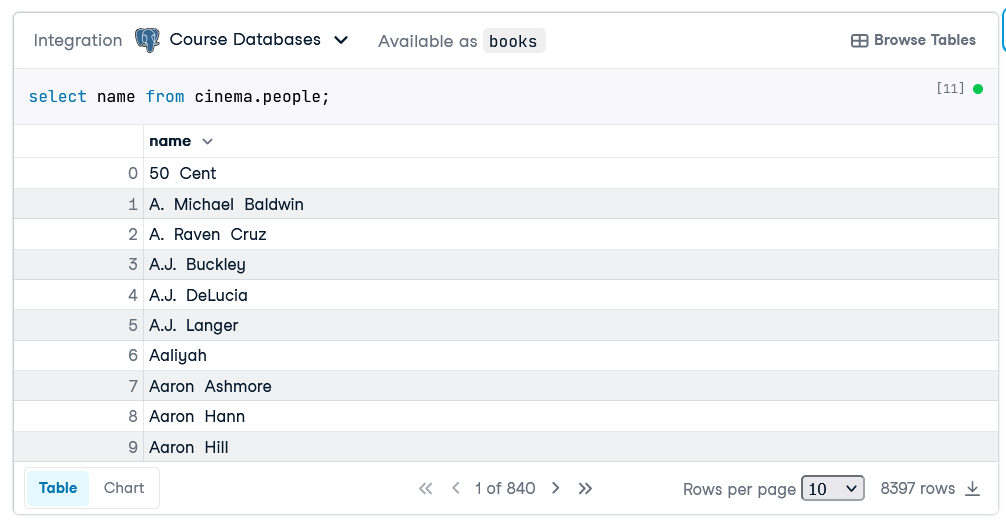 Integration Course Databases Available as books Browse Tables
select name from cinema.people; [11]
name
0 50 Cent
1 A. Michael Baldwin
2 A. Raven Cruz
3 A.J. Buckley
4 A.J. DeLucia
5 A.J. Langer
6 Aaliyah
7 Aaron Ashmore
8 Aaron Hann
9 Aaron Hill
Table Chart 1 of 840 Rows per page 10 8397 rows